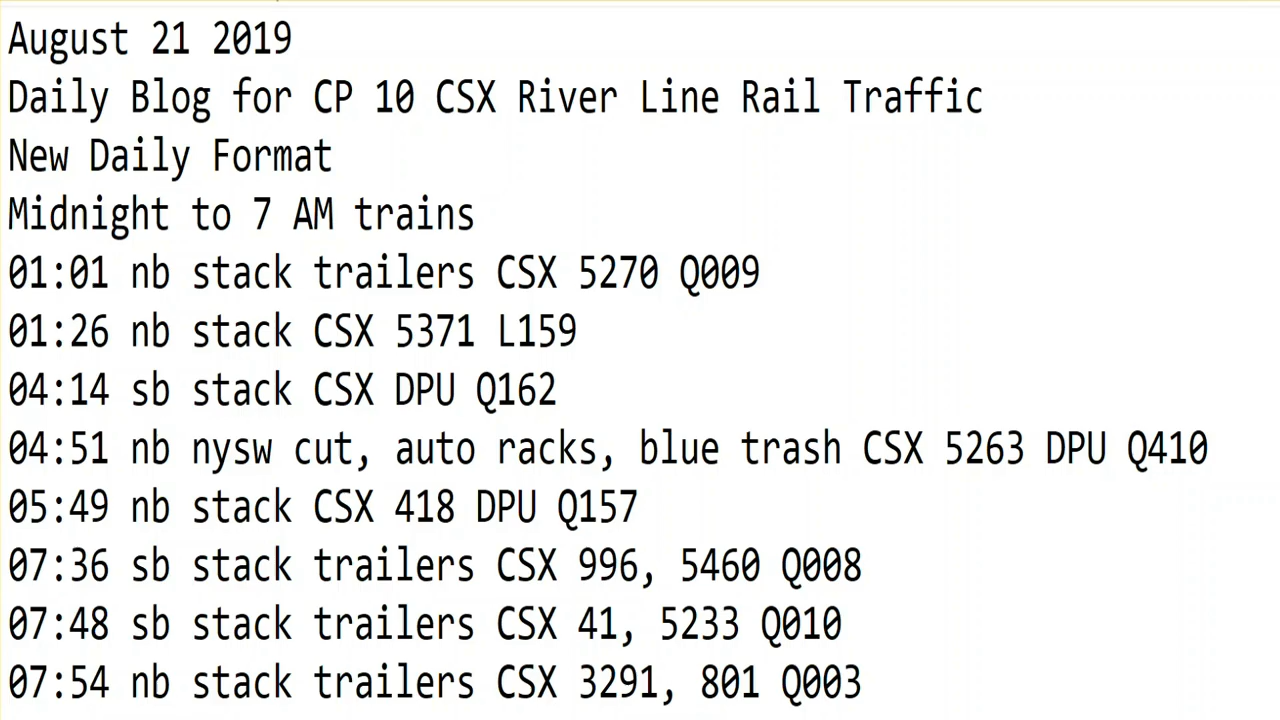 August 21 2019
Daily Blog for CP 10 CSX River Line Rail Traffic
New Daily Format
Midnight to 7 AM trains
01:01 nb stack trailers CSX 5270 Q009
01:26 nb stack CSX 5371 L159
04:14 sb stack CSX DPU Q162
04:51 nb nysw cut, auto racks, blue trash CSX 5263 DPU Q410
05:49 nb stack CSX 418 DPU Q157
07:36 sb stack trailers CSX 996, 5460 Q008
07:48 sb stack trailers CSX 41, 5233 Q010
07:54 nb stack trailers CSX 3291, 801 Q003